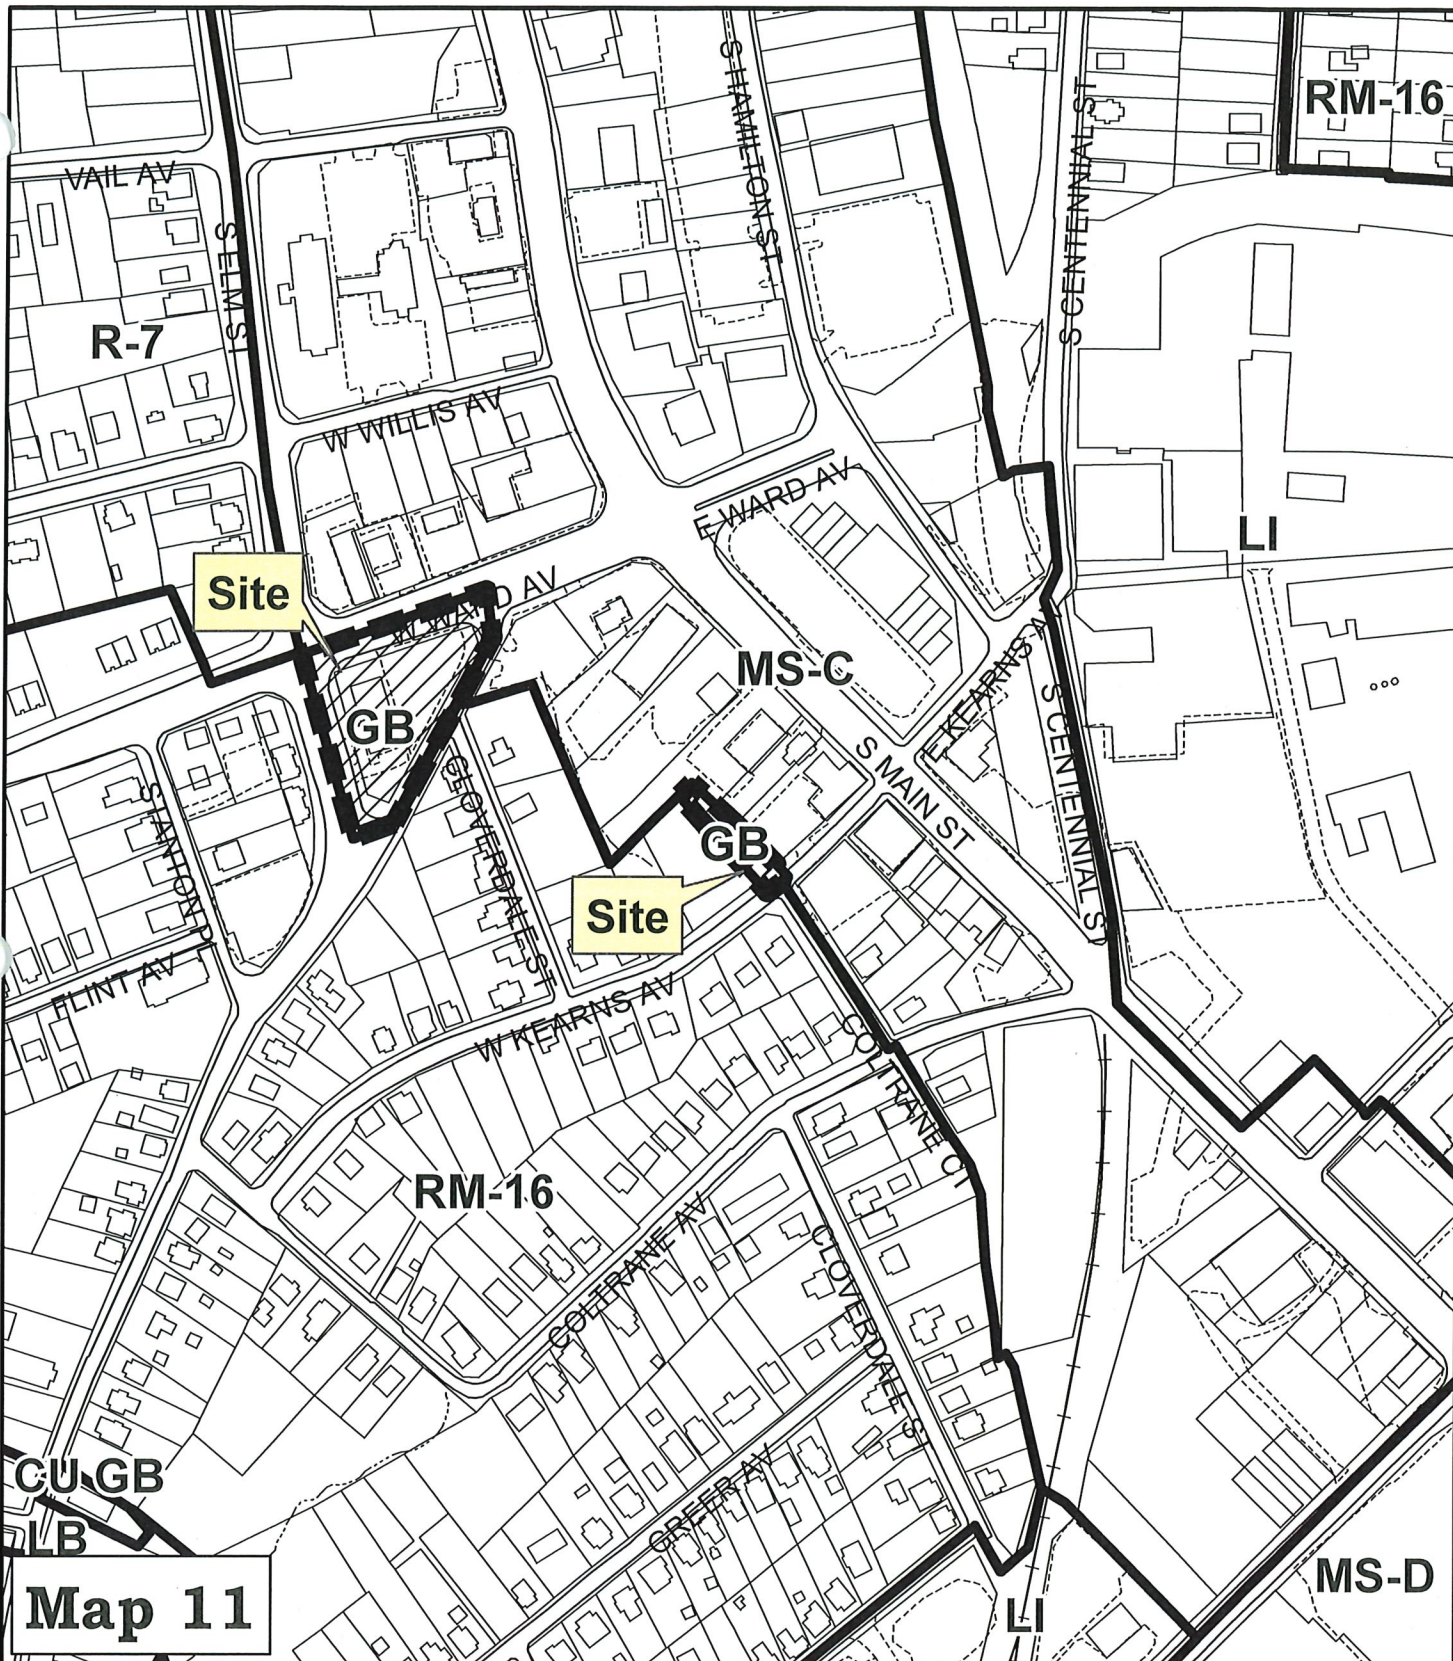 S HAMILTON ST
RM-16
S CENTENNIAL ST
VAIL AV
S ELM ST
R-7
W WILLIS AV
E WARD AV
LI
Site
W WARD AV
MS-C
E KEARNS AV
GB
S CENTENNIAL ST
S MAIN ST
CLOVERDALE ST
STANTON PL
GB
Site
FLINT AV
W KEARNS AV
COLTRANE CT
RM-16
COLTRANE AV
CLOVERDALE ST
CU GB
GREER AV
LB
MS-D
Map 11
LI